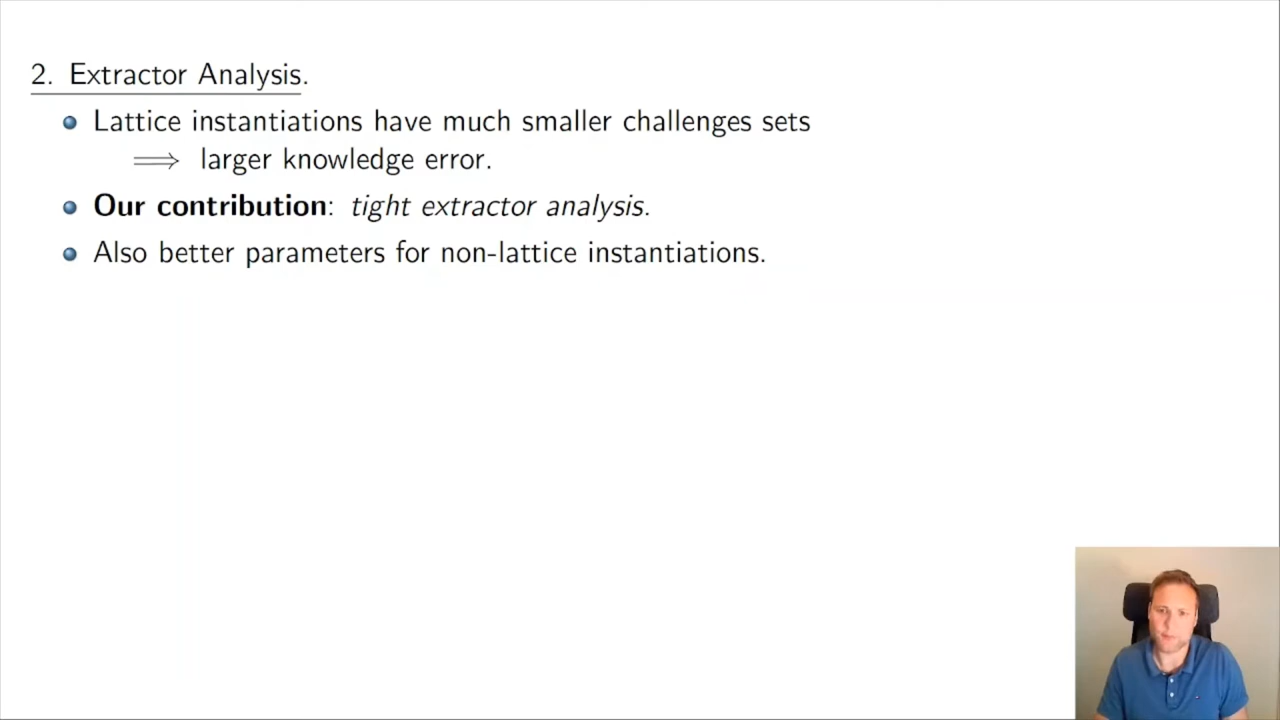 2. Extractor Analysis.
Lattice instantiations have much smaller challenges sets
⟹ larger knowledge error.
Our contribution: tight extractor analysis.
Also better parameters for non-lattice instantiations.